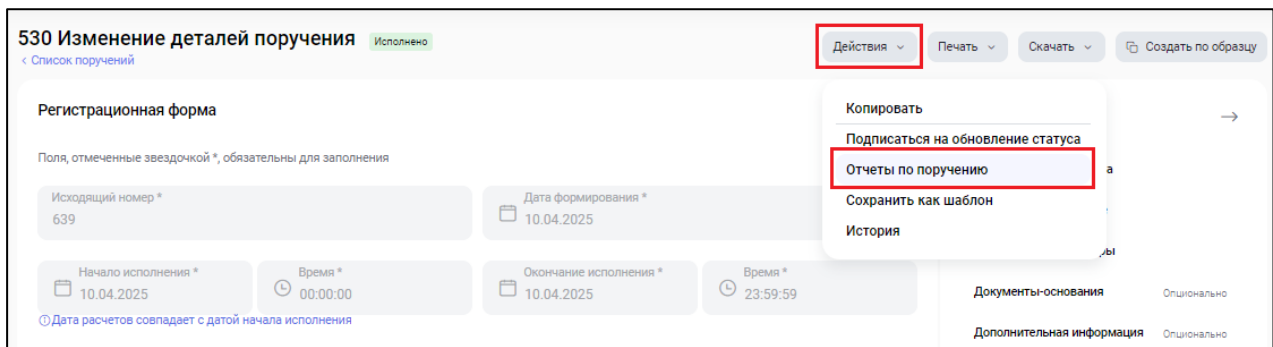 530 Изменение деталей поручения Исполнено
Действия Печать Скачать Создать по образцу
< Список поручений
Регистрационная форма
Копировать
Подписаться на обновление статуса
Поля, отмеченные звездочкой *, обязательны для заполнения
Отчеты по поручению
Исходящий номер *
639
Дата формирования *
10.04.2025
Сохранить как шаблон
История
Начало исполнения *
10.04.2025
Время *
00:00:00
Окончание исполнения *
10.04.2025
Время *
23:59:59
Дата расчетов совпадает с датой начала исполнения
Документы-основания Опционально
Дополнительная информация Опционально